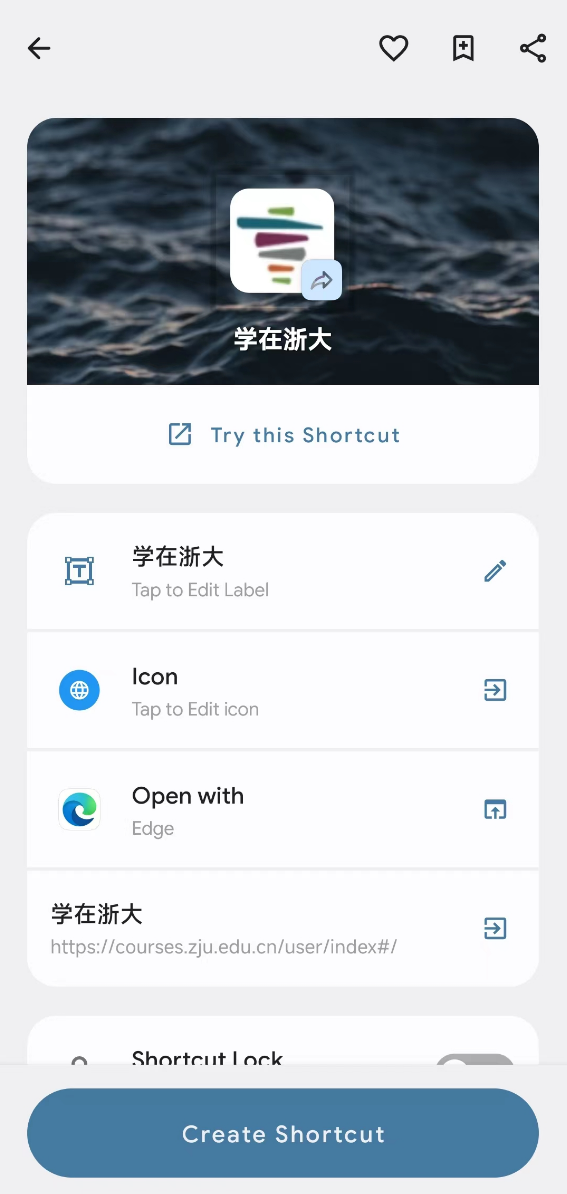 学在浙大
Try this Shortcut
学在浙大
Tap to Edit Label
Icon
Tap to Edit icon
Open with
Edge
学在浙大
https://courses.zju.edu.cn/user/index#/
Shortcut Lock
Create Shortcut